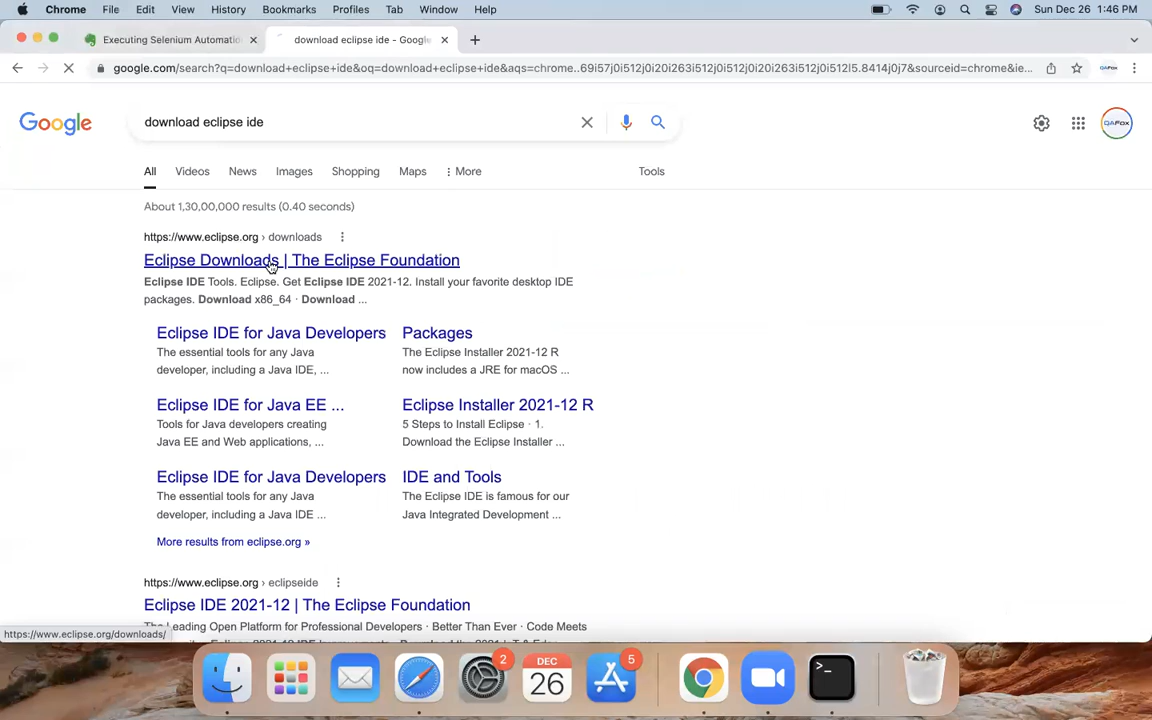 Chrome File Edit View History Bookmarks Profiles Tab Window Help Sun Dec 26 1:46 PM
Executing Selenium Automati download eclipse ide - Google
google.com/search?q=download+eclipse+ide&oq=download+eclipse+ide&aqs=chrome..69i57j0i512j0i20i263i512j0i512j0i20i263i512j0i512l5.8414j0j7&sourceid=chrome&ie...
Google
download eclipse ide
QAFox
All Videos News Images Shopping Maps More Tools
About 1,30,00,000 results (0.40 seconds)
https://www.eclipse.org › downloads
Eclipse Downloads | The Eclipse Foundation
Eclipse IDE Tools. Eclipse. Get Eclipse IDE 2021-12. Install your favorite desktop IDE
packages. Download x86_64 · Download ...
Eclipse IDE for Java Developers
The essential tools for any Java
developer, including a Java IDE, ...
Packages
The Eclipse Installer 2021-12 R
now includes a JRE for macOS ...
Eclipse IDE for Java EE ...
Tools for Java developers creating
Java EE and Web applications, ...
Eclipse Installer 2021-12 R
5 Steps to Install Eclipse · 1.
Download the Eclipse Installer ...
Eclipse IDE for Java Developers
The essential tools for any Java
developer, including a Java IDE ...
IDE and Tools
The Eclipse IDE is famous for our
Java Integrated Development ...
More results from eclipse.org »
https://www.eclipse.org › eclipseide
Eclipse IDE 2021-12 | The Eclipse Foundation
The Leading Open Platform for Professional Developers · Better Than Ever · Code Meets
https://www.eclipse.org/downloads/
2
DEC
26
5
>_